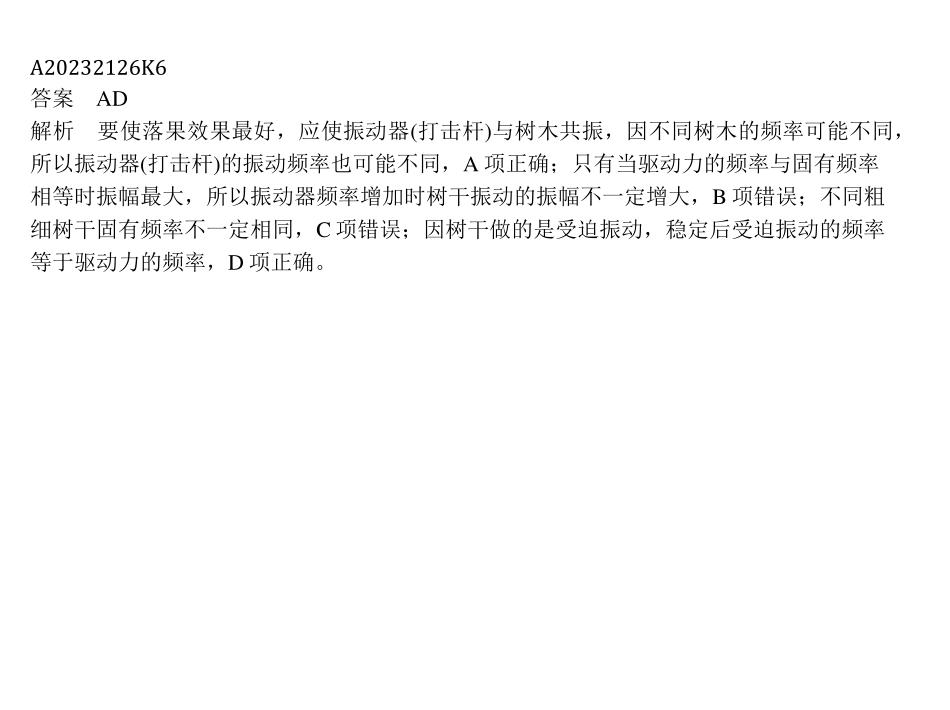 A20232126K6
答案 AD
解析 要使落果效果最好，应使振动器(打击杆)与树木共振，因不同树木的频率可能不同，
所以振动器(打击杆)的振动频率也可能不同，A 项正确；只有当驱动力的频率与固有频率
相等时振幅最大，所以振动器频率增加时树干振动的振幅不一定增大，B 项错误；不同粗
细树干固有频率不一定相同，C 项错误；因树干做的是受迫振动，稳定后受迫振动的频率
等于驱动力的频率，D 项正确。